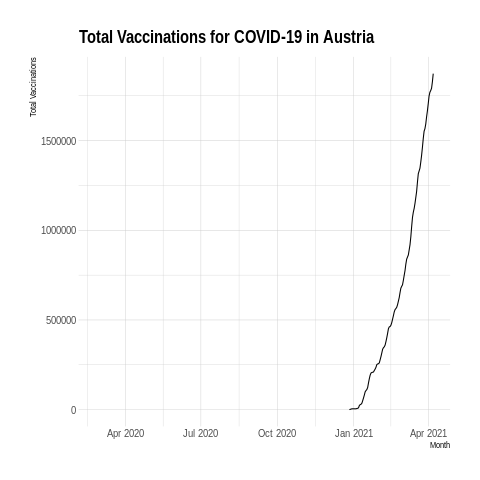 Total Vaccinations for COVID-19 in Austria
Total Vaccinations
1500000
1000000
500000
0
Apr 2020
Jul 2020
Oct 2020
Jan 2021
Apr 2021
Month